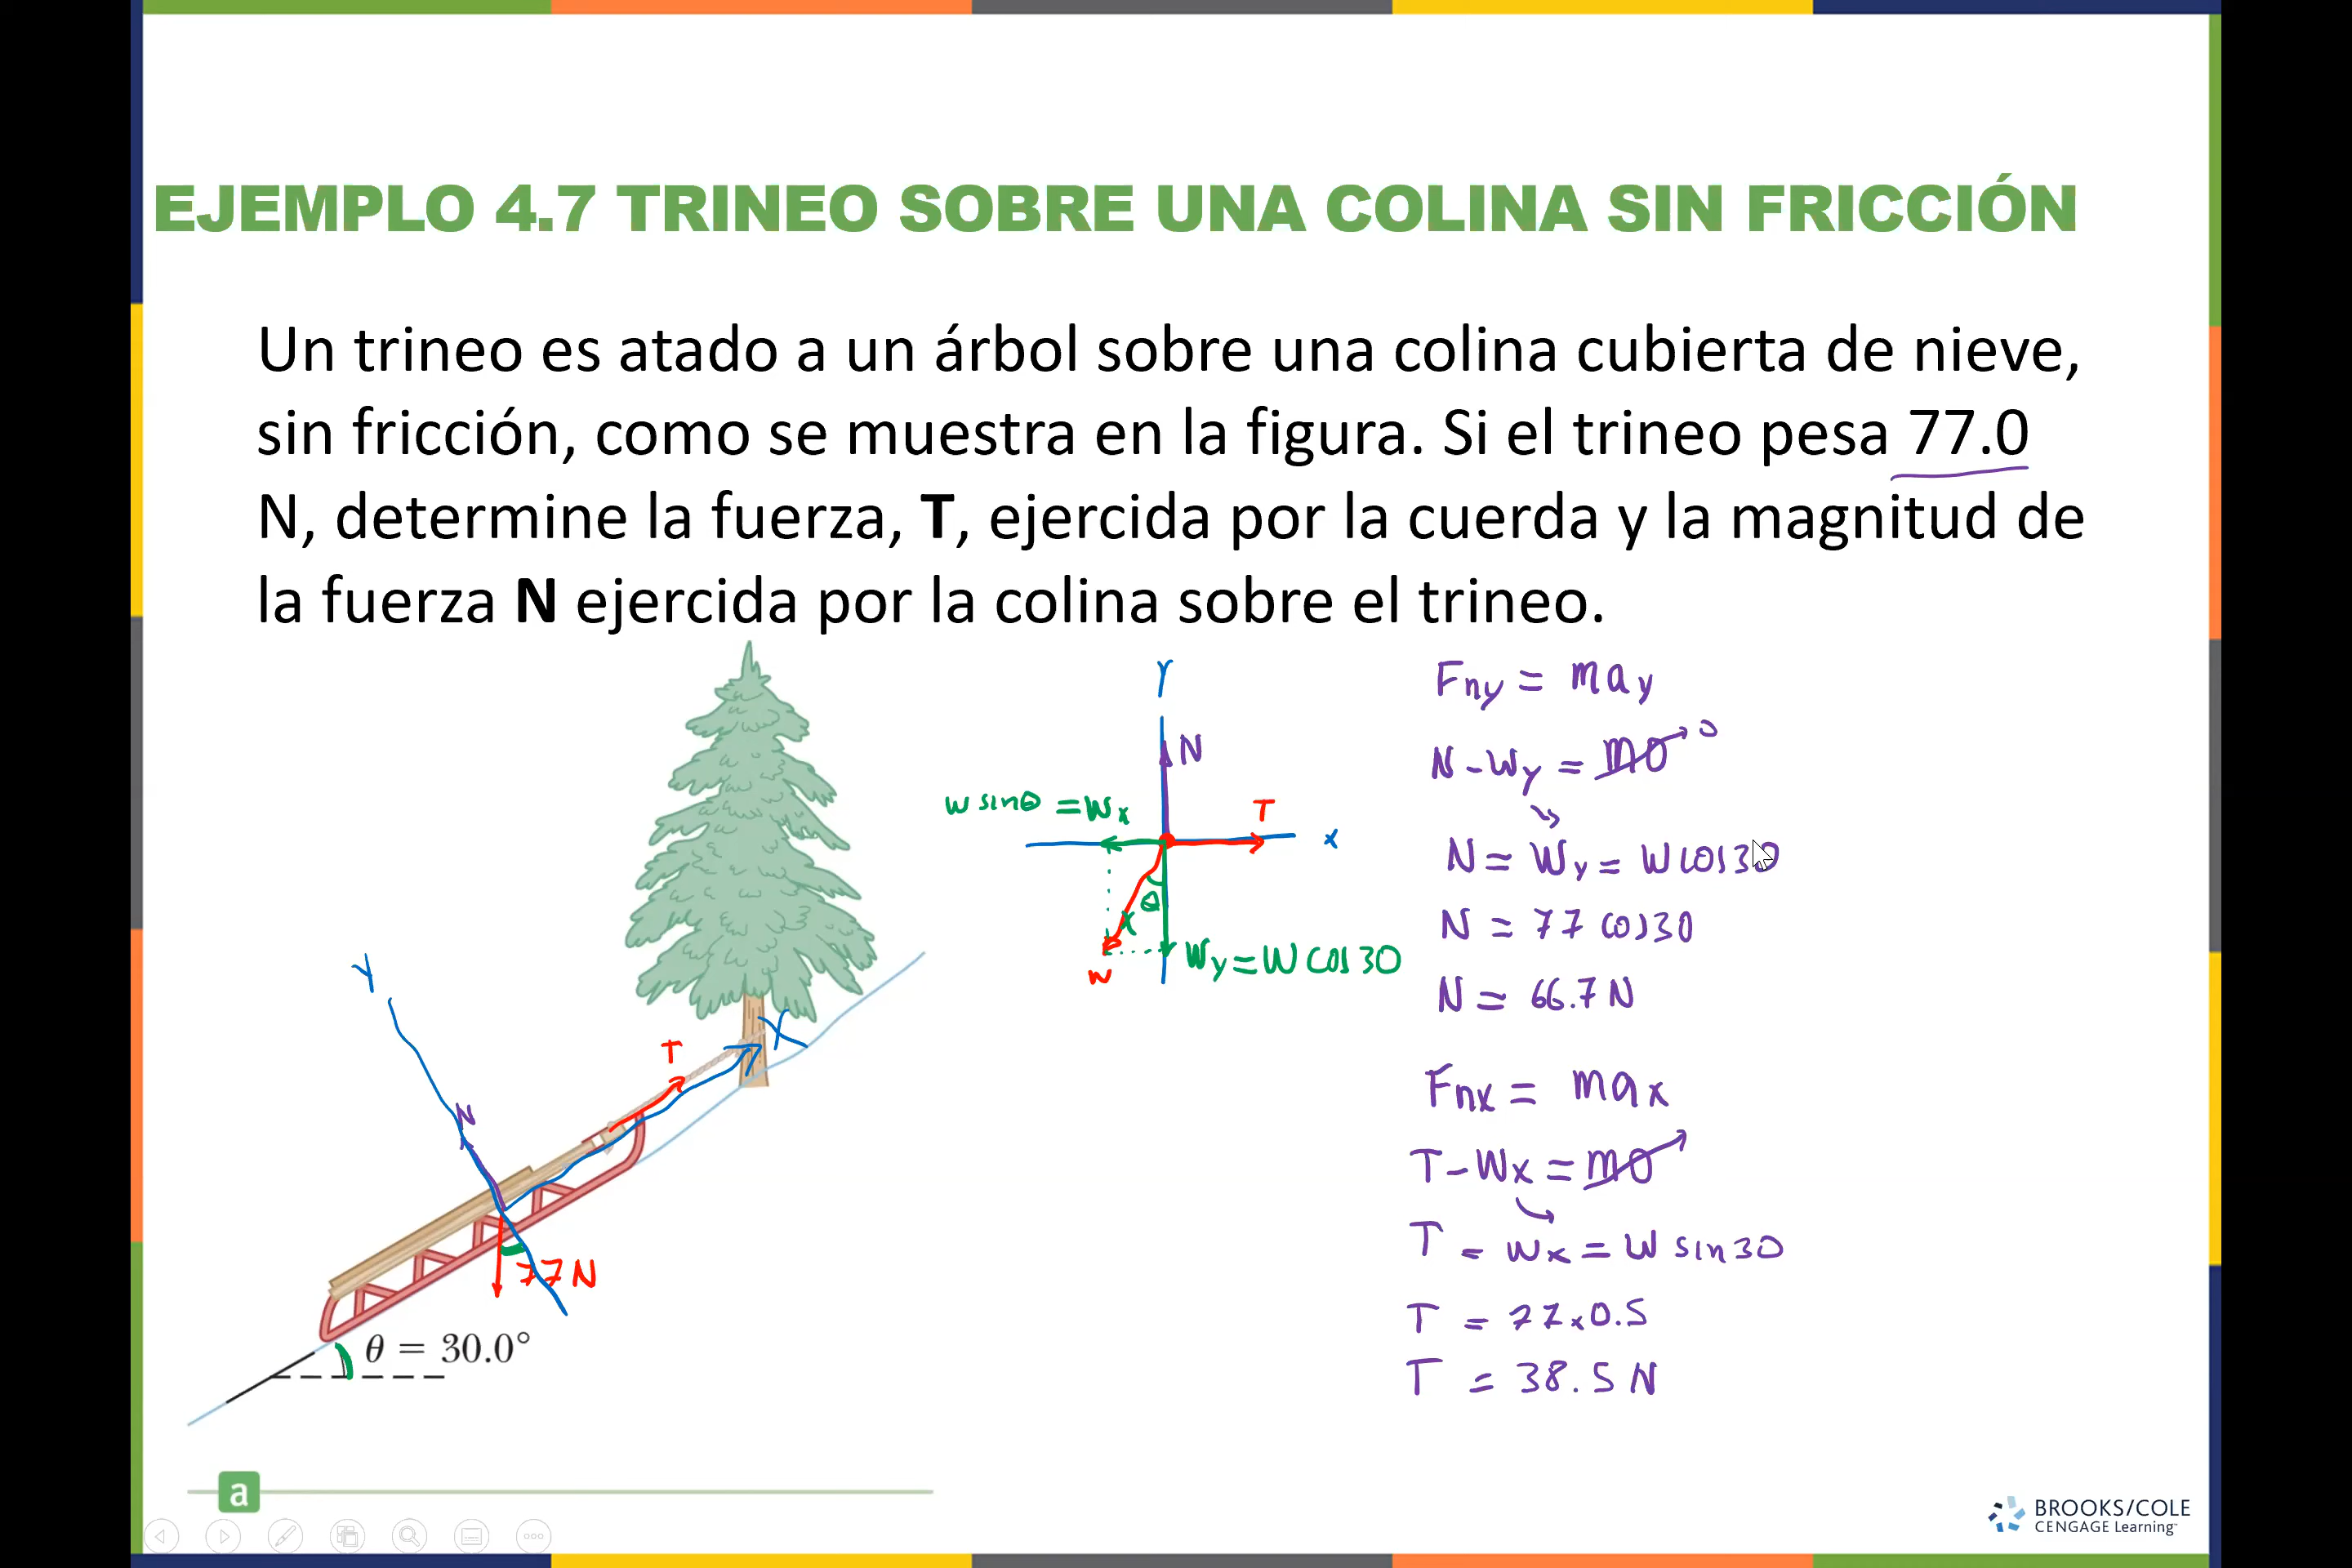 EJEMPLO 4.7 TRINEO SOBRE UNA COLINA SIN FRICCIÓN
Un trineo es atado a un árbol sobre una colina cubierta de nieve,
sin fricción, como se muestra en la figura. Si el trineo pesa 77.0
N, determine la fuerza, T, ejercida por la cuerda y la magnitud de
la fuerza N ejercida por la colina sobre el trineo.
Y
N
T
X
77N
θ = 30.0°
a
Y
N
w sinθ = Wx
T
x
θ
w
Wy = W cos 30
Fny = may
N - Wy = m0 → 0
N = Wy = W cos 30
N = 77 cos 30
N = 66.7 N
Fnx = max
T - Wx = m0
T = wx = W sin 30
T = 77x0.5
T = 38.5 N
BROOKS/COLE
CENGAGE Learning™